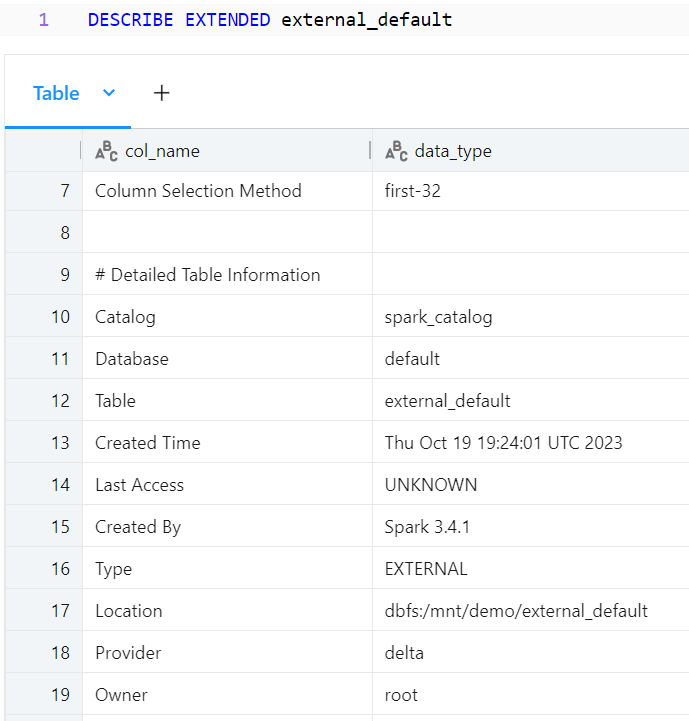 1 DESCRIBE EXTENDED external_default
Table +
ABC col_name ABC data_type
7 Column Selection Method first-32
8
9 # Detailed Table Information
10 Catalog spark_catalog
11 Database default
12 Table external_default
13 Created Time Thu Oct 19 19:24:01 UTC 2023
14 Last Access UNKNOWN
15 Created By Spark 3.4.1
16 Type EXTERNAL
17 Location dbfs:/mnt/demo/external_default
18 Provider delta
19 Owner root